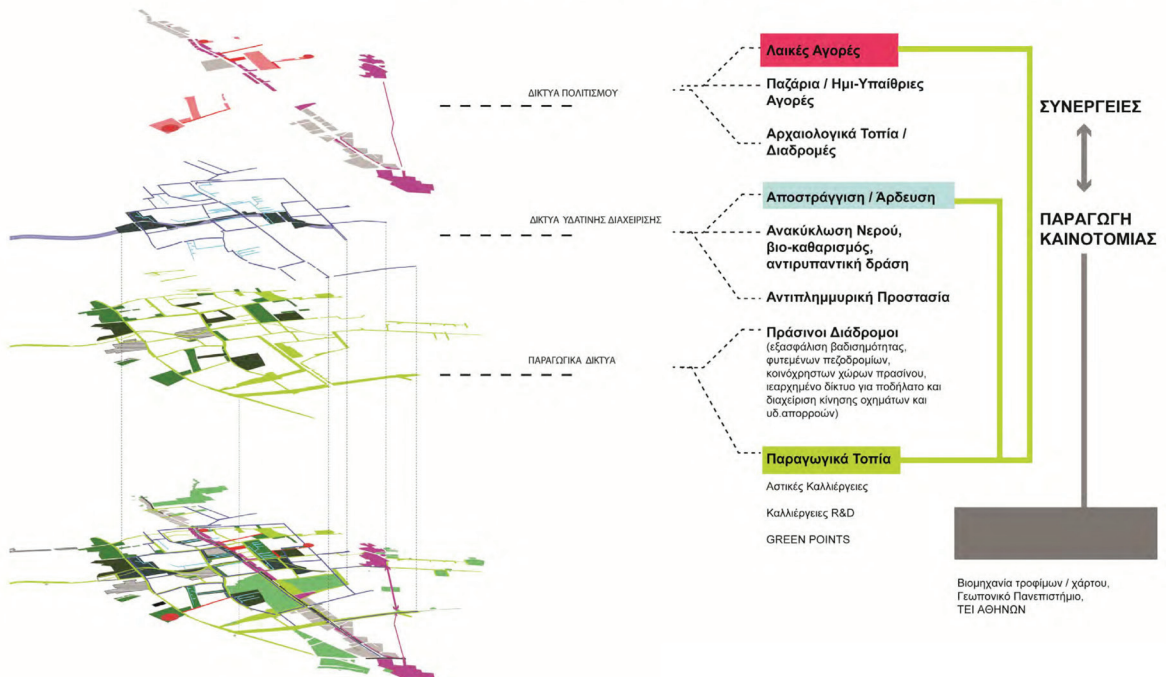 Λαικές Αγορές
Παζάρια / Ημι-Υπαίθριες
Αγορές
ΔΙΚΤΥΑ ΠΟΛΙΤΙΣΜΟΥ
Αρχαιολογικά Τοπία /
Διαδρομές
ΣΥΝΕΡΓΕΙΕΣ
Αποστράγγιση / Άρδευση
ΔΙΚΤΥΑ ΥΔΑΤΙΝΗΣ ΔΙΑΧΕΙΡΙΣΗΣ
Ανακύκλωση Νερού,
βιο-καθαρισμός,
αντιρυπαντική δράση
ΠΑΡΑΓΩΓΗ
ΚΑΙΝΟΤΟΜΙΑΣ
Αντιπλημμυρική Προστασία
Πράσινοι Διάδρομοι
(εξασφάλιση βαδισιμότητας,
φυτεμένων πεζοδρομίων,
κοινόχρηστων χώρων πρασίνου,
ιεαρχημένο δίκτυο για ποδήλατο και
διαχείριση κίνησης οχημάτων και
υδ.απορροών)
ΠΑΡΑΓΩΓΙΚΑ ΔΙΚΤΥΑ
Παραγωγικά Τοπία
Αστικές Καλλιέργειες
Καλλιέργειες R&D
GREEN POINTS
Βιομηχανία τροφίμων / χάρτου,
Γεωπονικό Πανεπιστήμιο,
ΤΕΙ ΑΘΗΝΩΝ